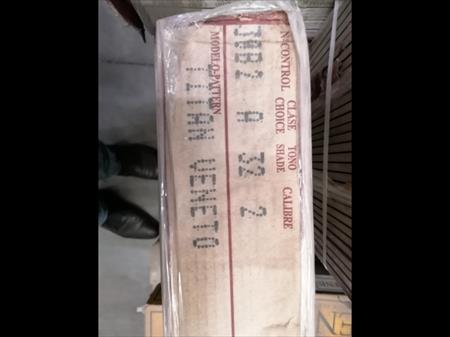 N-CONTROL CLASE TONO CALIBRE
CHOICE SHADE
A 32 2
MODELO-PATTERN
TITAN VENETO